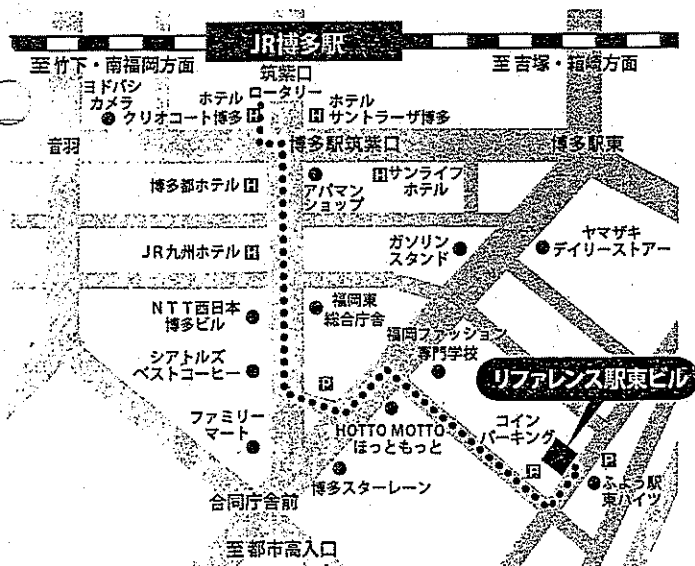 JR博多駅
至 竹下・南福岡方面
至 吉塚・箱崎方面
筑紫口
ロータリー
ヨドバシ
カメラ
ホテル
クリオコート博多 H
H ホテル
サントラーザ博多
音羽
博多駅筑紫口
博多駅東
博多都ホテル H
アパマン
ショップ
H サンライフ
ホテル
JR九州ホテル H
ガソリン
スタンド
ヤマザキ
デイリーストアー
NTT西日本
博多ビル
福岡東
総合庁舎
福岡ファッション
専門学校
シアトルズ
ベストコーヒー
P
リファレンス駅東ビル
ファミリー
マート
HOTTO MOTTO
ほっともっと
コイン
パーキング
P
P
博多スターレーン
ふよう駅
東ハイツ
合同庁舎前
至 都市高入口